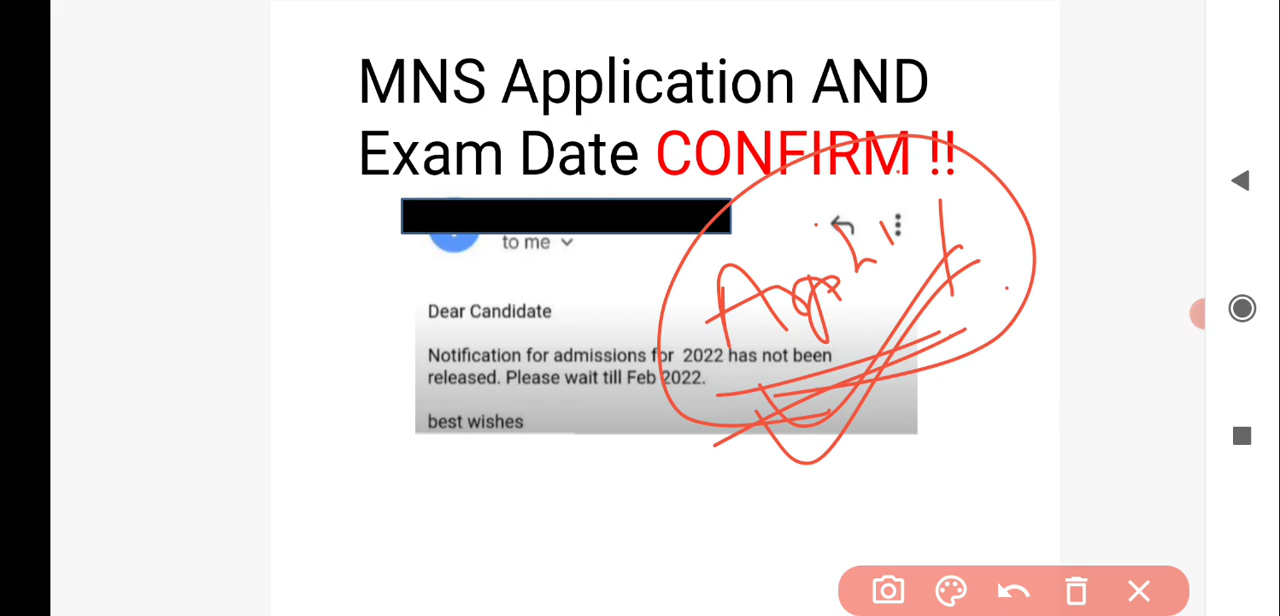 MNS Application AND
Exam Date CONFIRM !!
to me
Dear Candidate
Notification for admissions for 2022 has not been
released. Please wait till Feb 2022.
best wishes